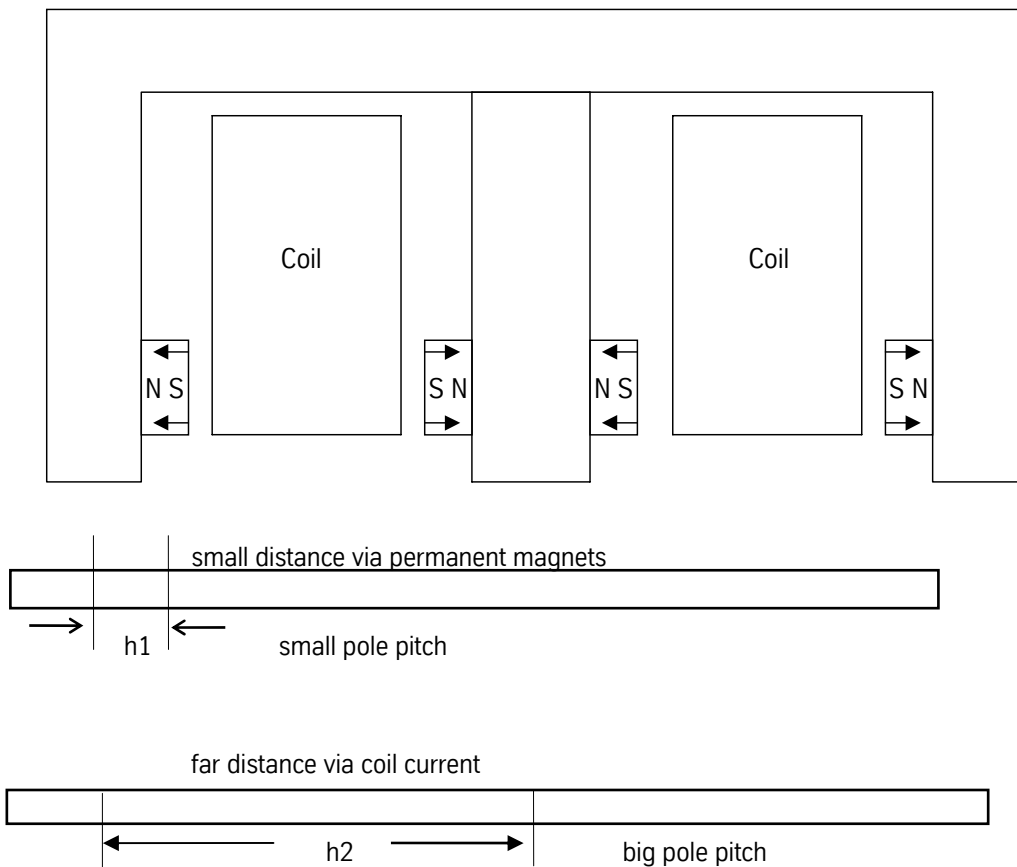 Coil
Coil
N S
S N
N S
S N
small distance via permanent magnets
h1
small pole pitch
far distance via coil current
h2
big pole pitch